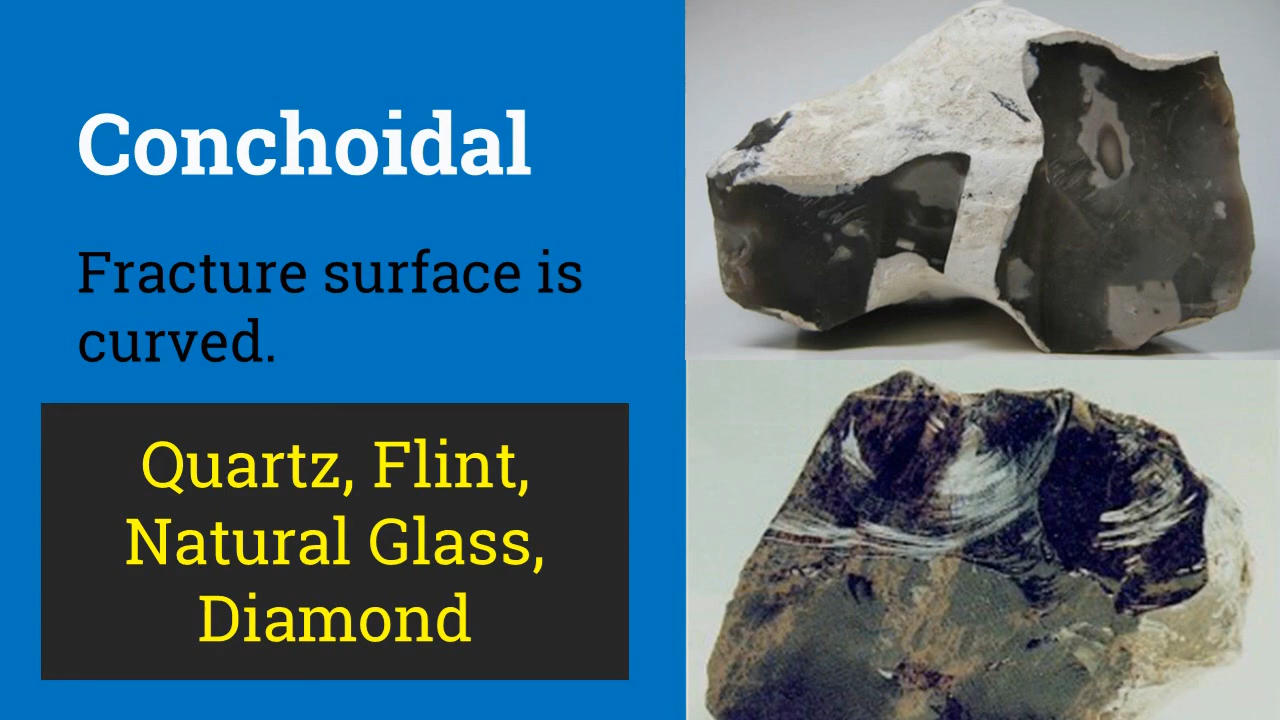 Conchoidal
Fracture surface is
curved.
Quartz, Flint,
Natural Glass,
Diamond